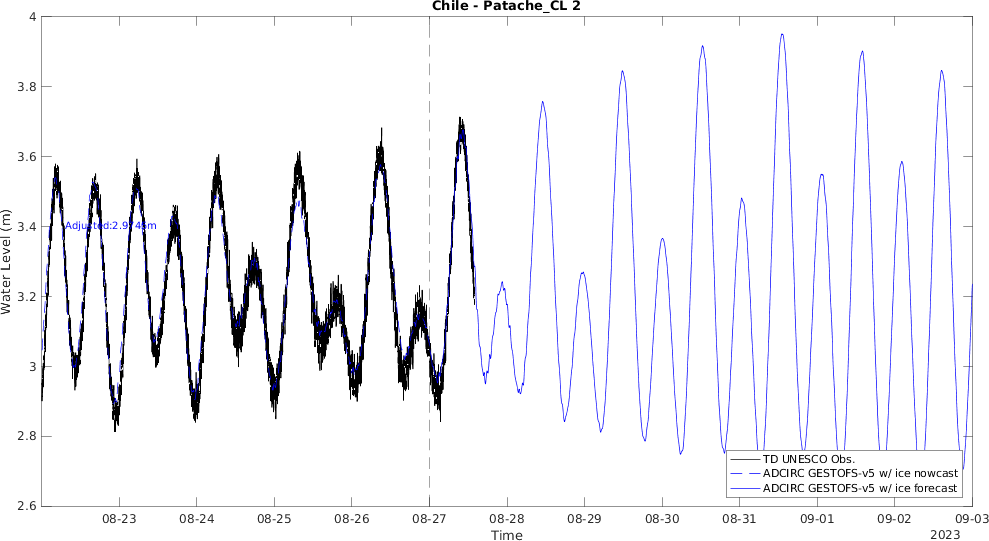 Chile - Patache_CL 2
4
3.8
3.6
3.4
3.2
3
2.8
2.6
Water Level (m)
Adjusted:2.9745m
TD UNESCO Obs.
ADCIRC GESTOFS-v5 w/ ice nowcast
ADCIRC GESTOFS-v5 w/ ice forecast
08-23 08-24 08-25 08-26 08-27 08-28 08-29 08-30 08-31 09-01 09-02 09-03
Time
2023